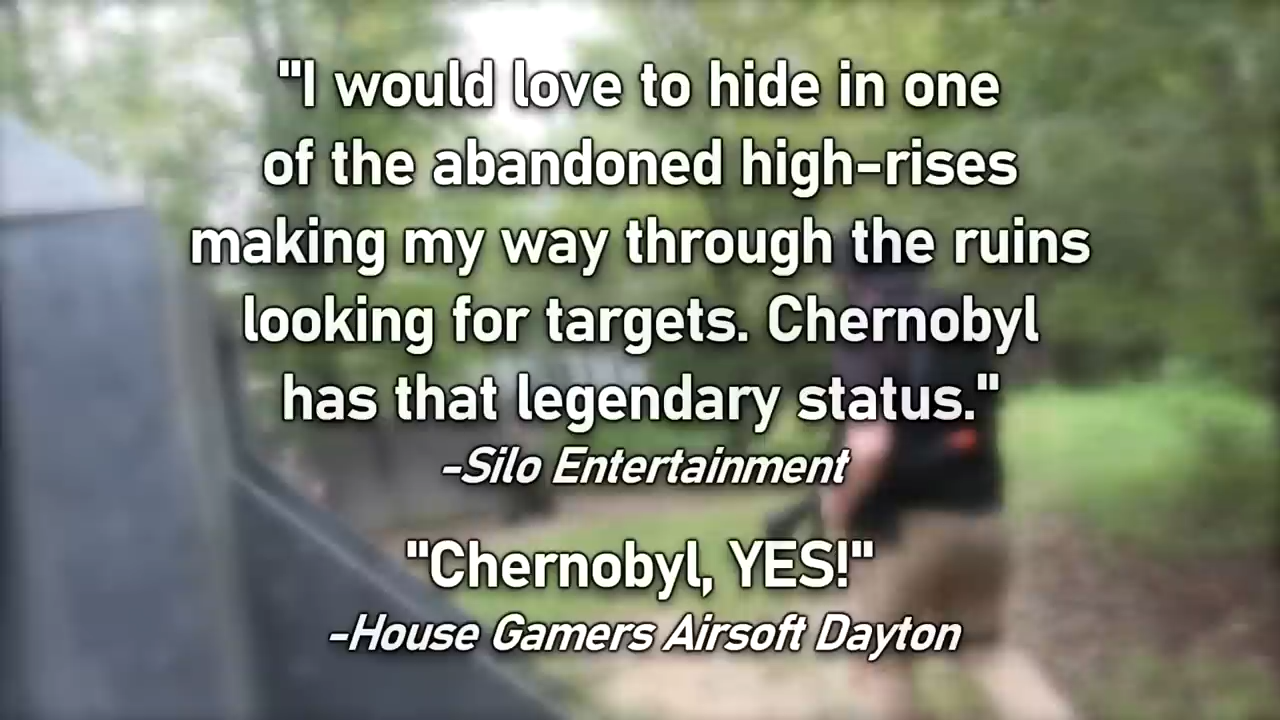 "I would love to hide in one
of the abandoned high-rises
making my way through the ruins
looking for targets. Chernobyl
has that legendary status."
-Silo Entertainment
"Chernobyl, YES!"
-House Gamers Airsoft Dayton